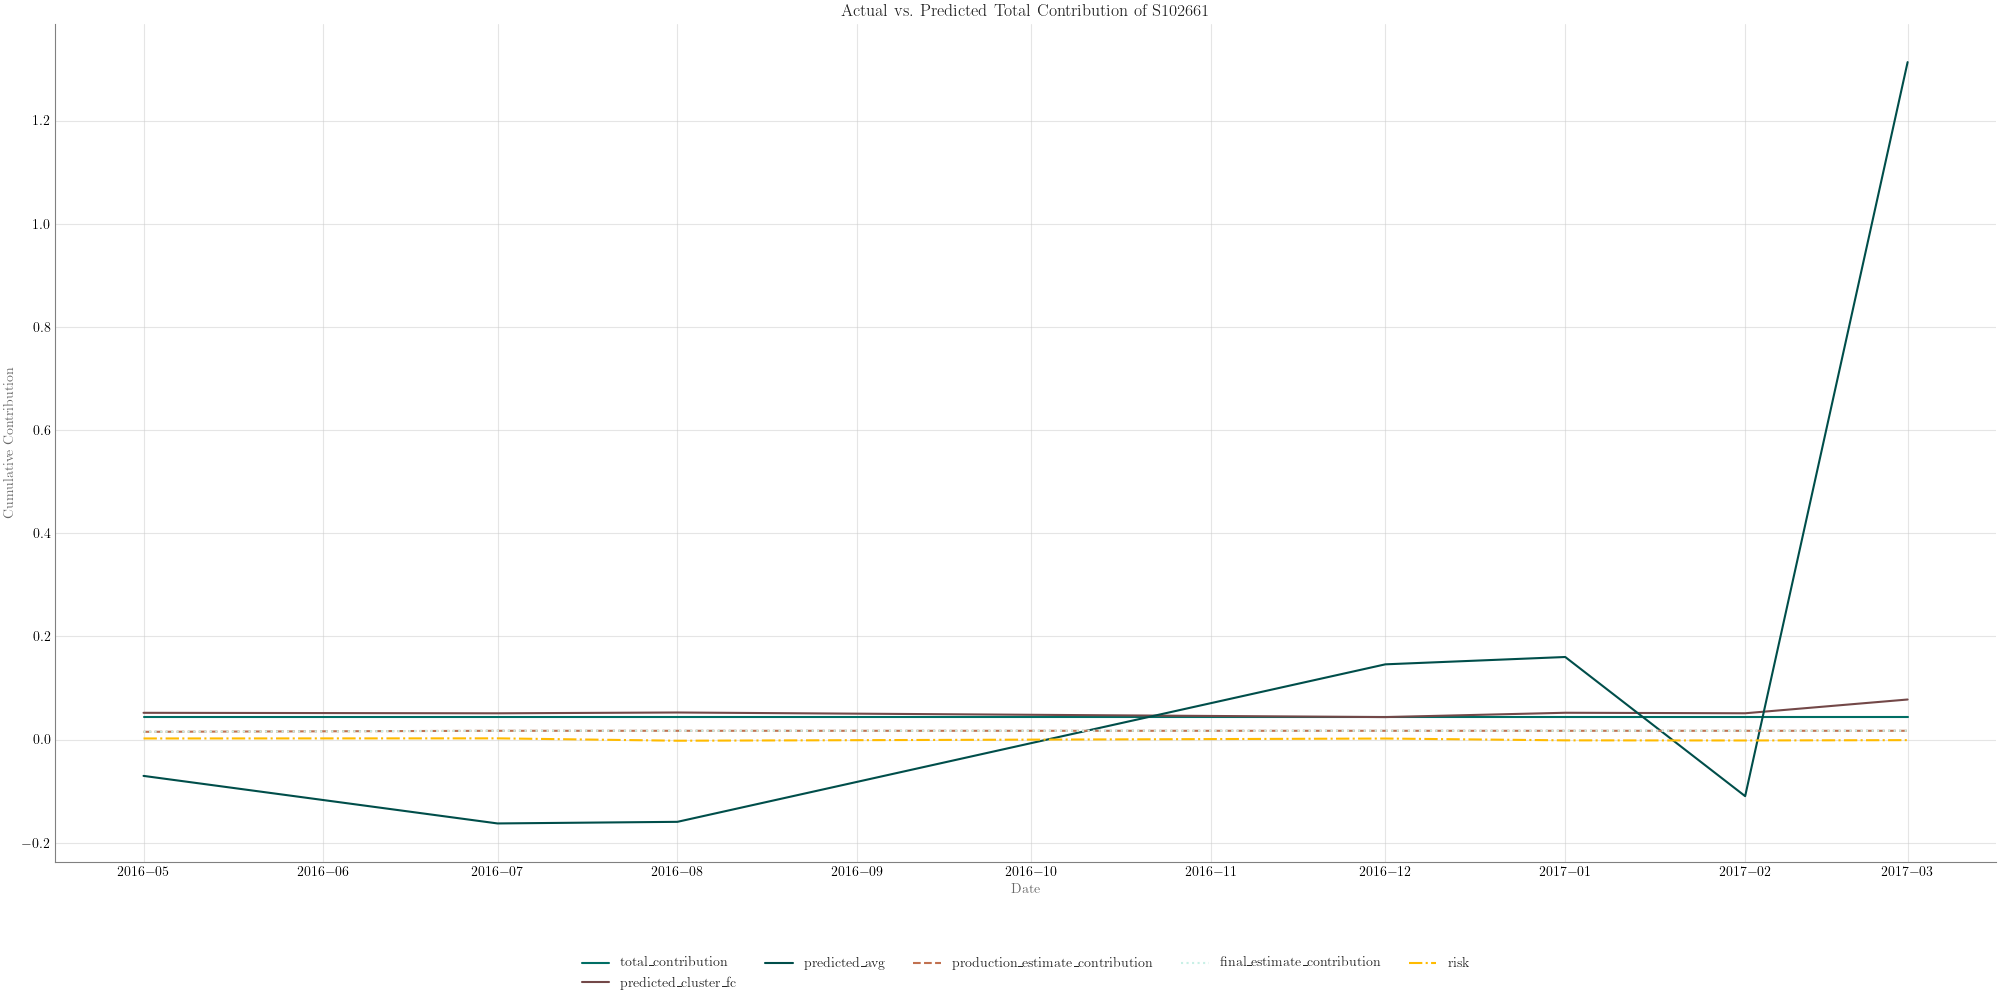 Actual vs. Predicted Total Contribution of S102661
Cumulative Contribution
1.2
1.0
0.8
0.6
0.4
0.2
0.0
−0.2
2016−05 2016−06 2016−07 2016−08 2016−09 2016−10 2016−11 2016−12 2017−01 2017−02 2017−03
Date
total_contribution predicted_avg production_estimate_contribution final_estimate_contribution risk
predicted_cluster_fc